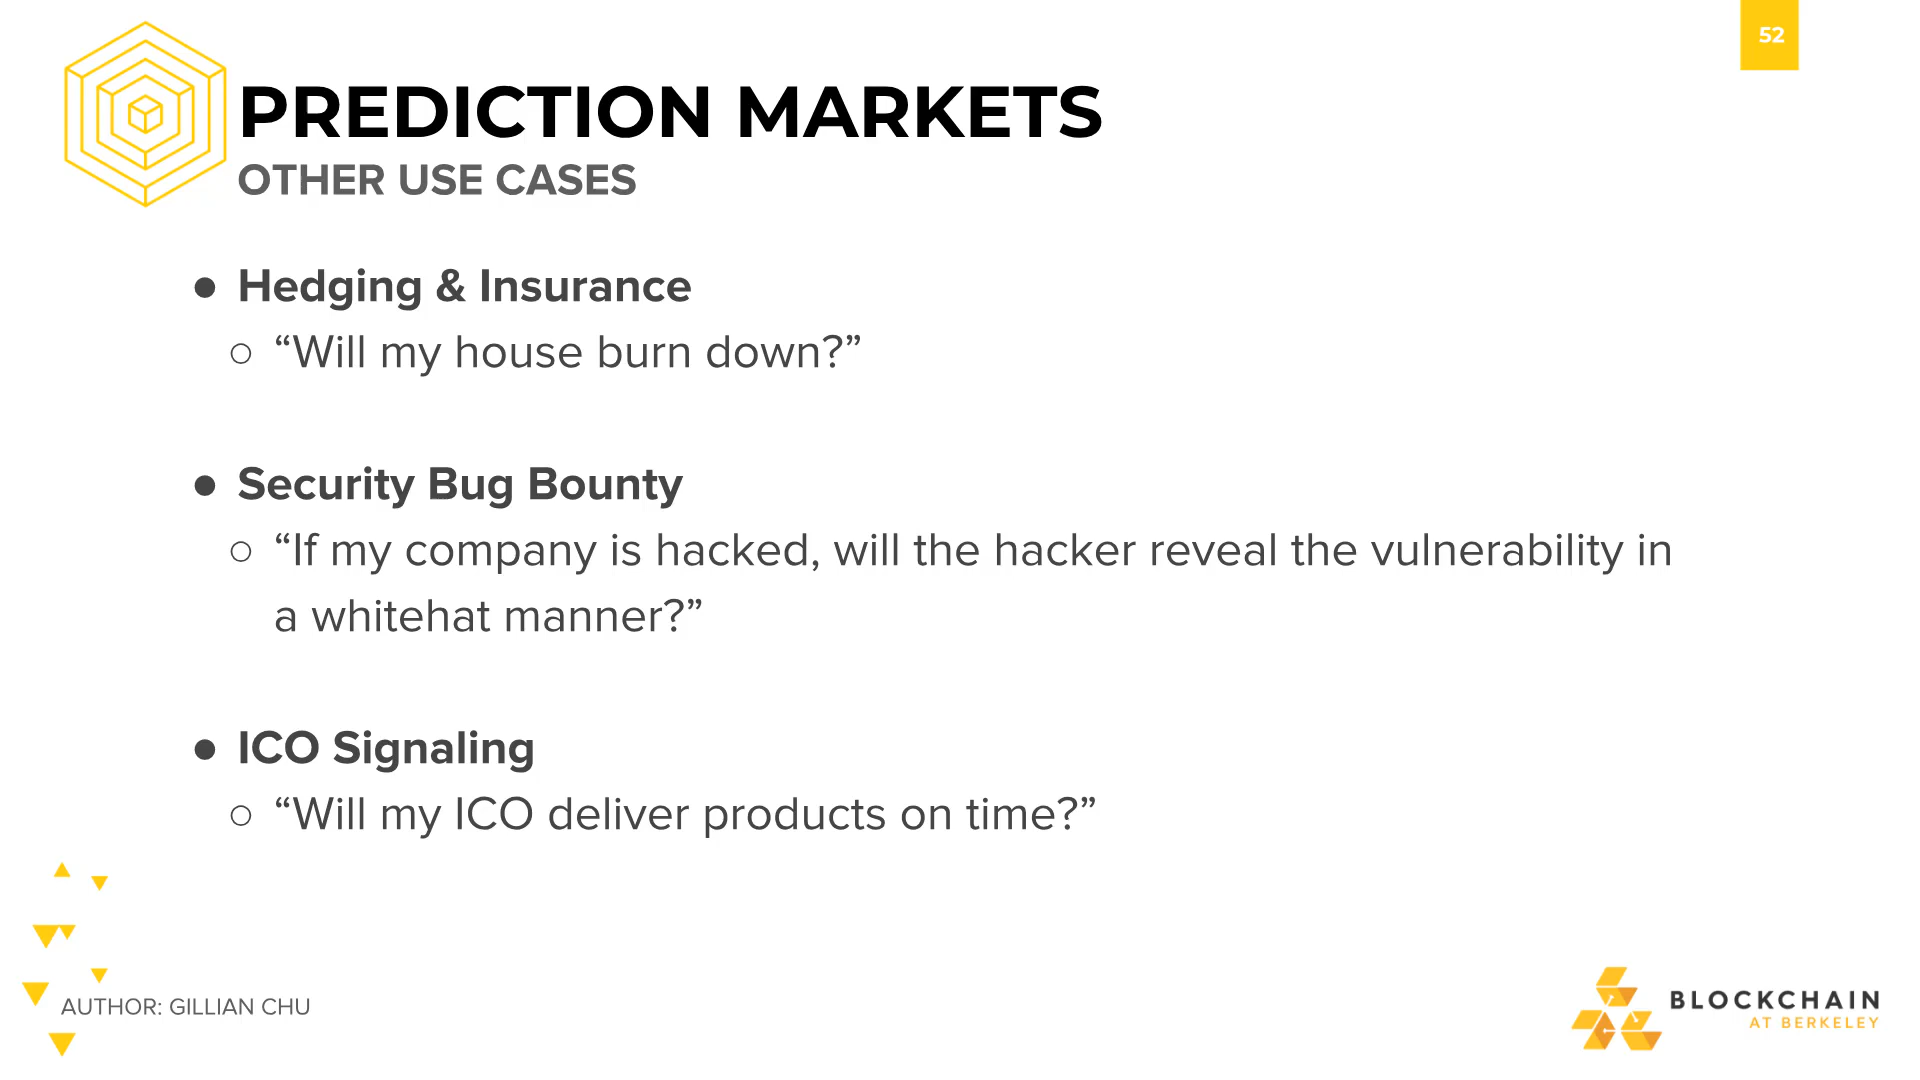 52
PREDICTION MARKETS
OTHER USE CASES
● Hedging & Insurance
○ “Will my house burn down?”
● Security Bug Bounty
○ “If my company is hacked, will the hacker reveal the vulnerability in
a whitehat manner?”
● ICO Signaling
○ “Will my ICO deliver products on time?”
AUTHOR: GILLIAN CHU
BLOCKCHAIN
AT BERKELEY